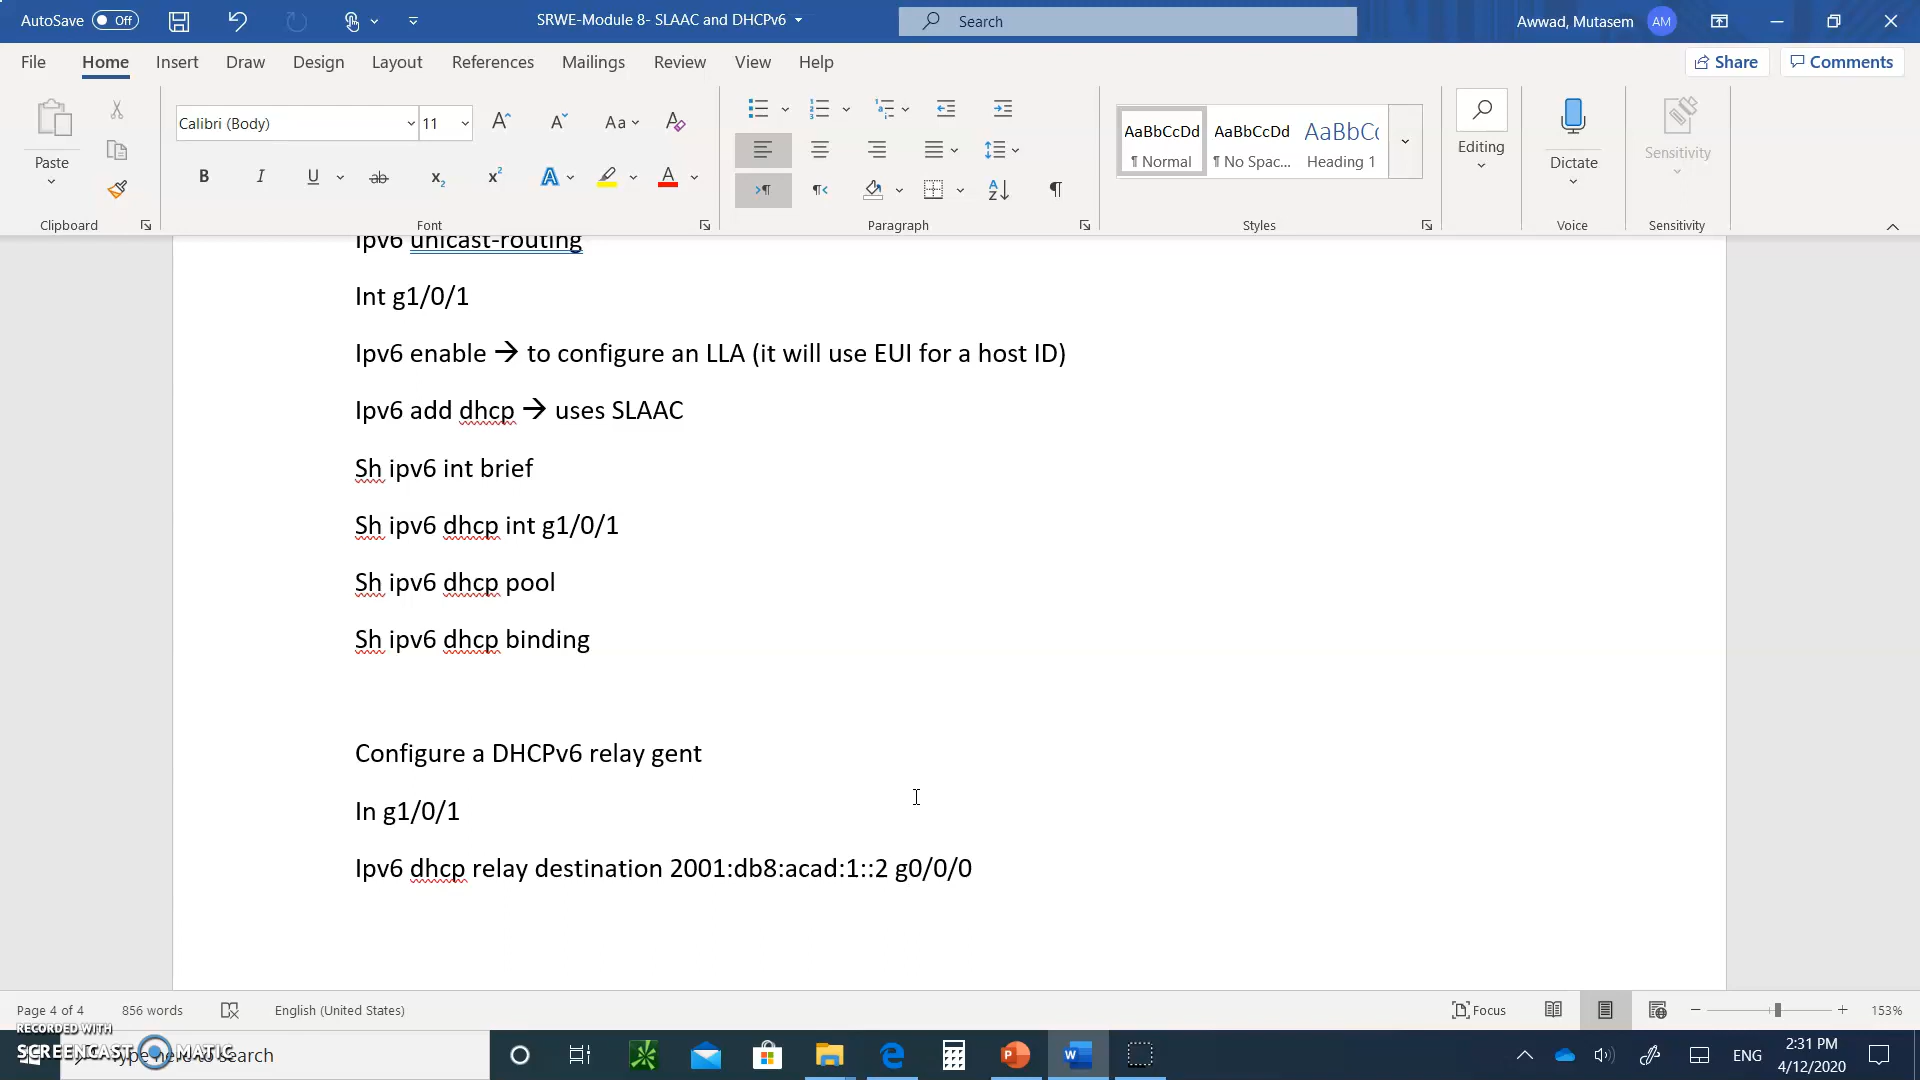 AutoSave Off SRWE-Module 8- SLAAC and DHCPv6 Search Awwad, Mutasem AM
File Home Insert Draw Design Layout References Mailings Review View Help Share Comments
Calibri (Body) 11 Aa AaBbCcDd AaBbCcDd AaBbCc
Paste ¶ Normal ¶ No Spac... Heading 1 Editing Dictate Sensitivity
Clipboard Font Paragraph Styles Voice Sensitivity
Ipv6 unicast-routing
Int g1/0/1
Ipv6 enable → to configure an LLA (it will use EUI for a host ID)
Ipv6 add dhcp → uses SLAAC
Sh ipv6 int brief
Sh ipv6 dhcp int g1/0/1
Sh ipv6 dhcp pool
Sh ipv6 dhcp binding
Configure a DHCPv6 relay gent
In g1/0/1
Ipv6 dhcp relay destination 2001:db8:acad:1::2 g0/0/0
Page 4 of 4 856 words English (United States) Focus 153%
RECORDED WITH
SCREENCAST MATIC
Type here to search ENG 2:31 PM
4/12/2020